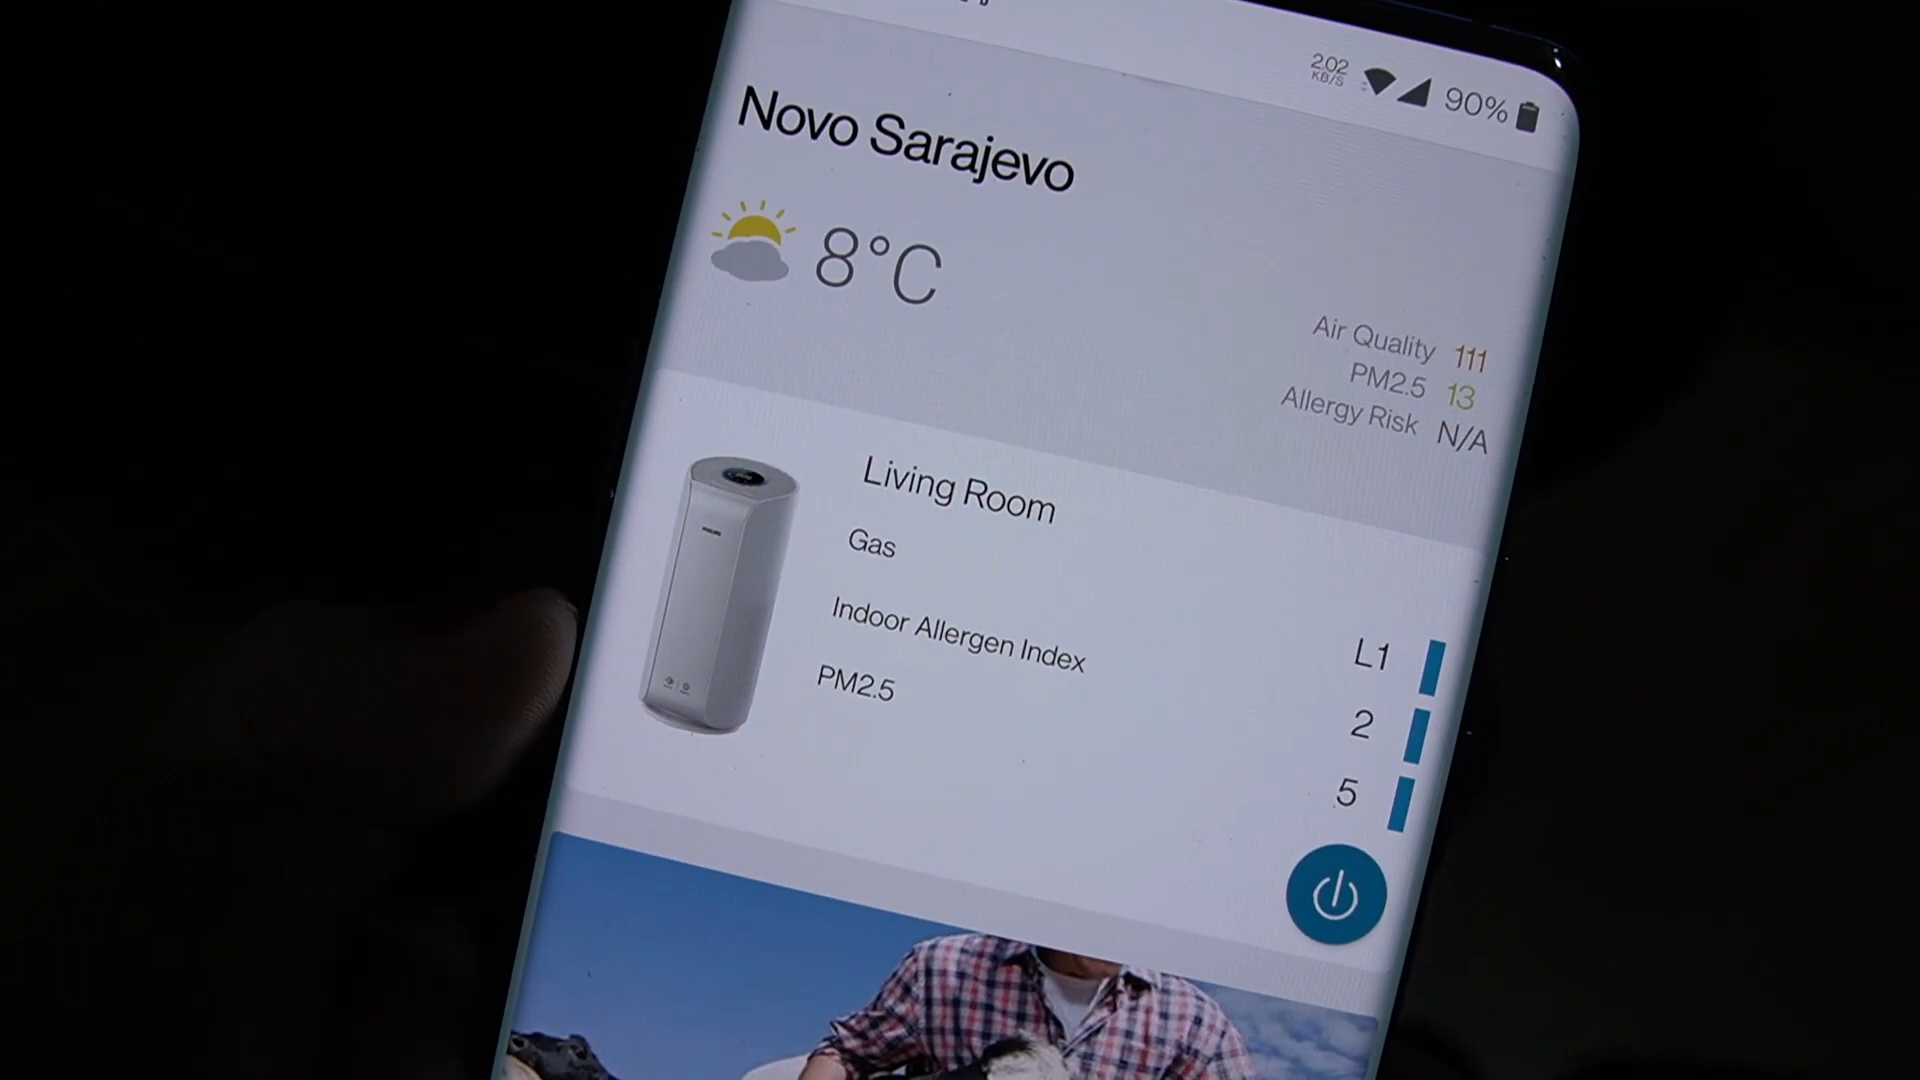 2.02
KB/S
90%
Novo Sarajevo
8°C
Air Quality 111
PM2.5 13
Allergy Risk N/A
Living Room
Gas L1
Indoor Allergen Index 2
PM2.5 5
PHILIPS